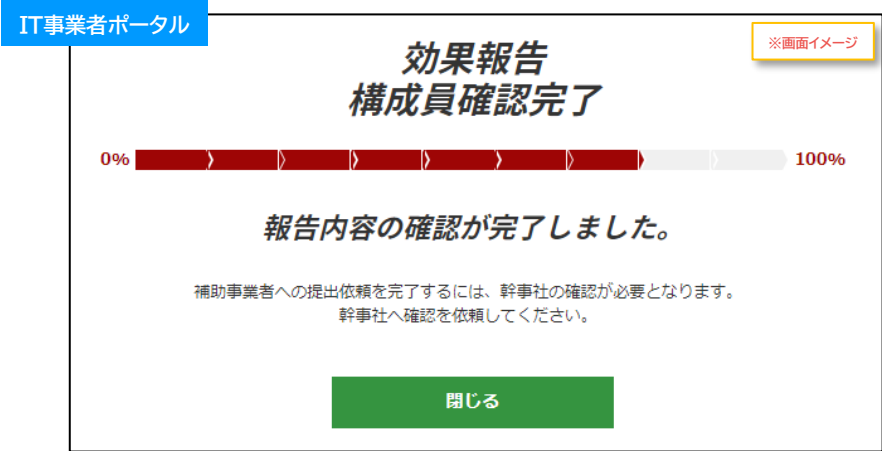 IT事業者ポータル
※画面イメージ
効果報告
構成員確認完了
0%
100%
報告内容の確認が完了しました。
補助事業者への提出依頼を完了するには、幹事社の確認が必要となります。
幹事社へ確認を依頼してください。
閉じる